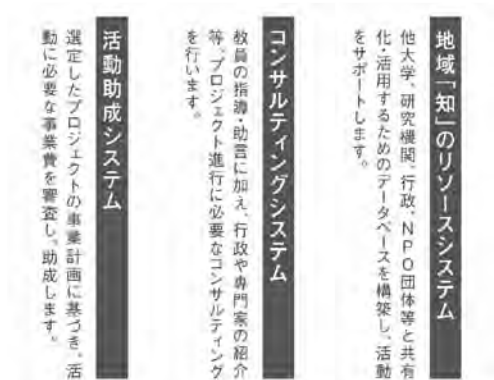 地域「知」のリソースシステム
他大学、研究機関、行政、NPO団体等と共有
化・活用するためのデータベースを構築し、活動
をサポートします。
コンサルティングシステム
教員の指導・助言に加え、行政や専門家の紹介
等、プロジェクト進行に必要なコンサルティング
を行います。
活動助成システム
選定したプロジェクトの事業計画に基づき、活
動に必要な事業費を審査し、助成します。